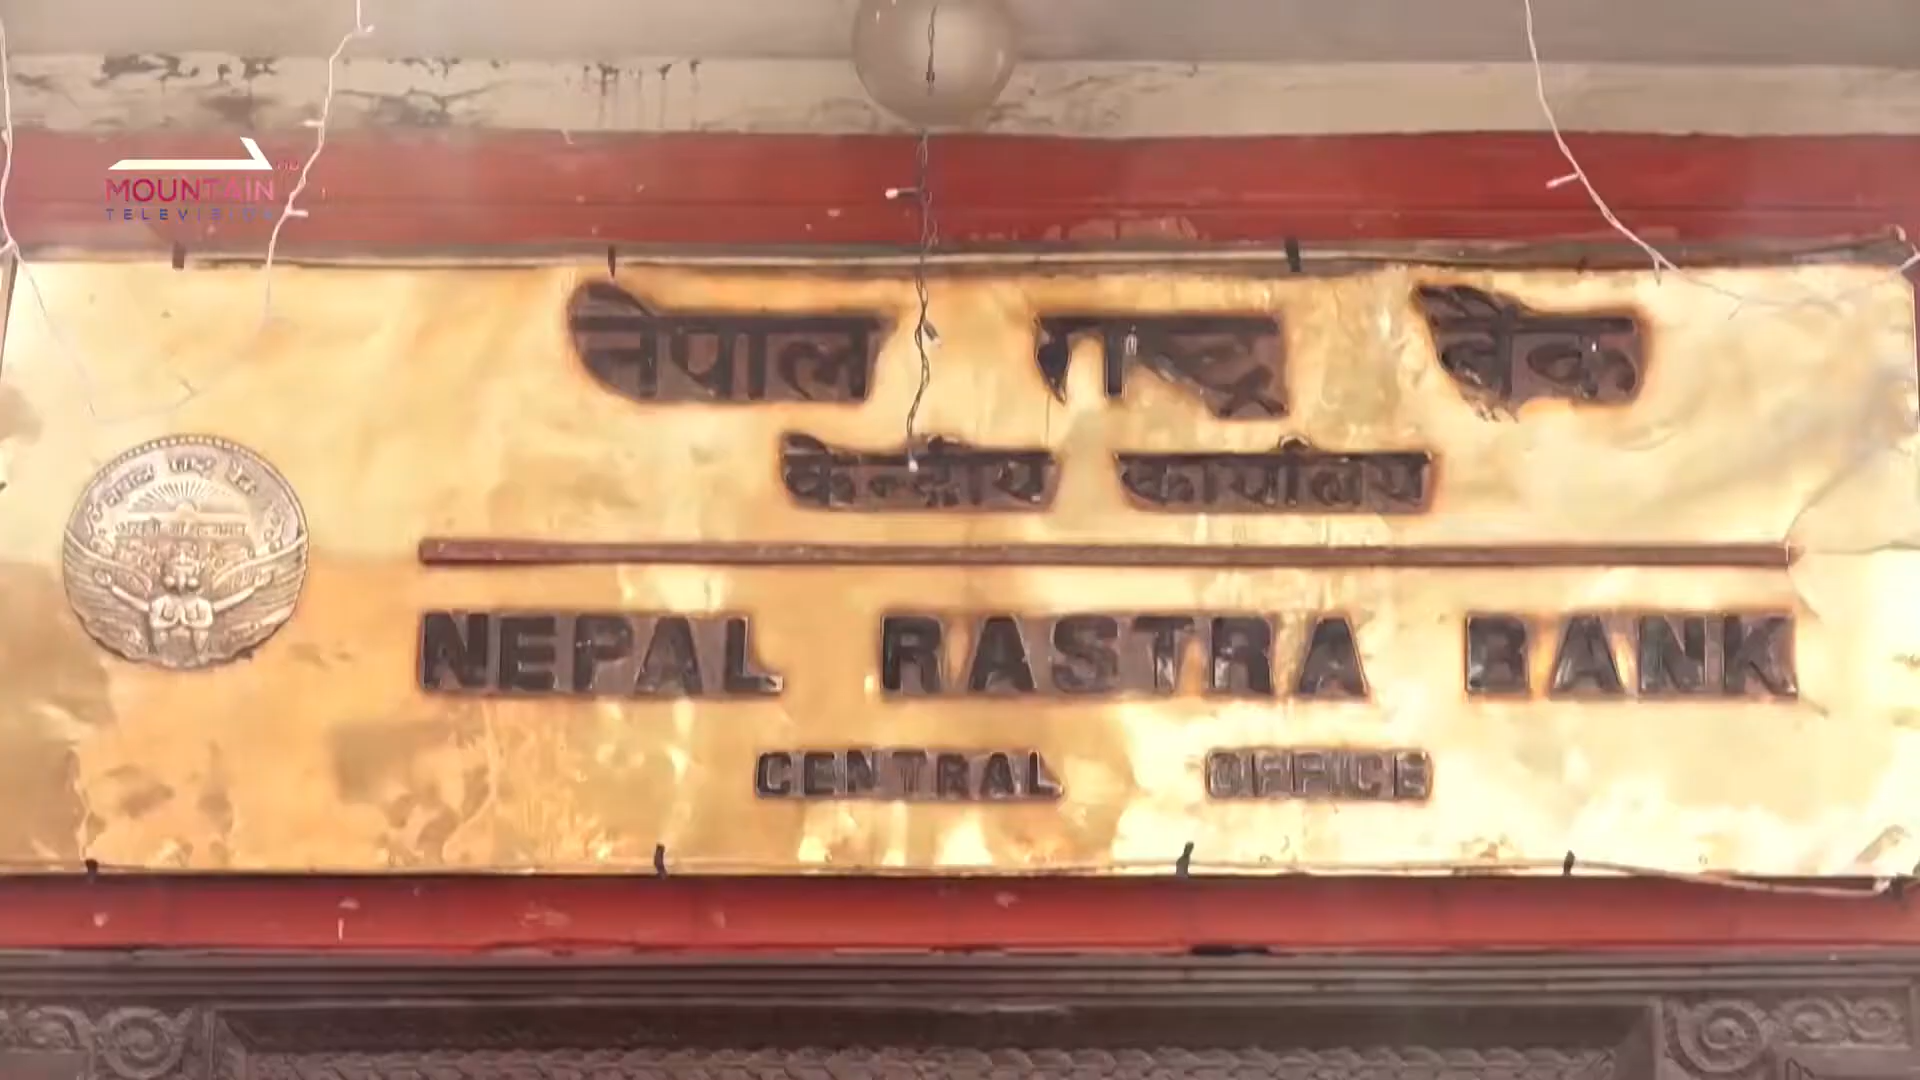 MOUNTAIN
TELEVISION
नेपाल राष्ट्र बैंक
केन्द्रीय कार्यालय
NEPAL RASTRA BANK
CENTRAL OFFICE